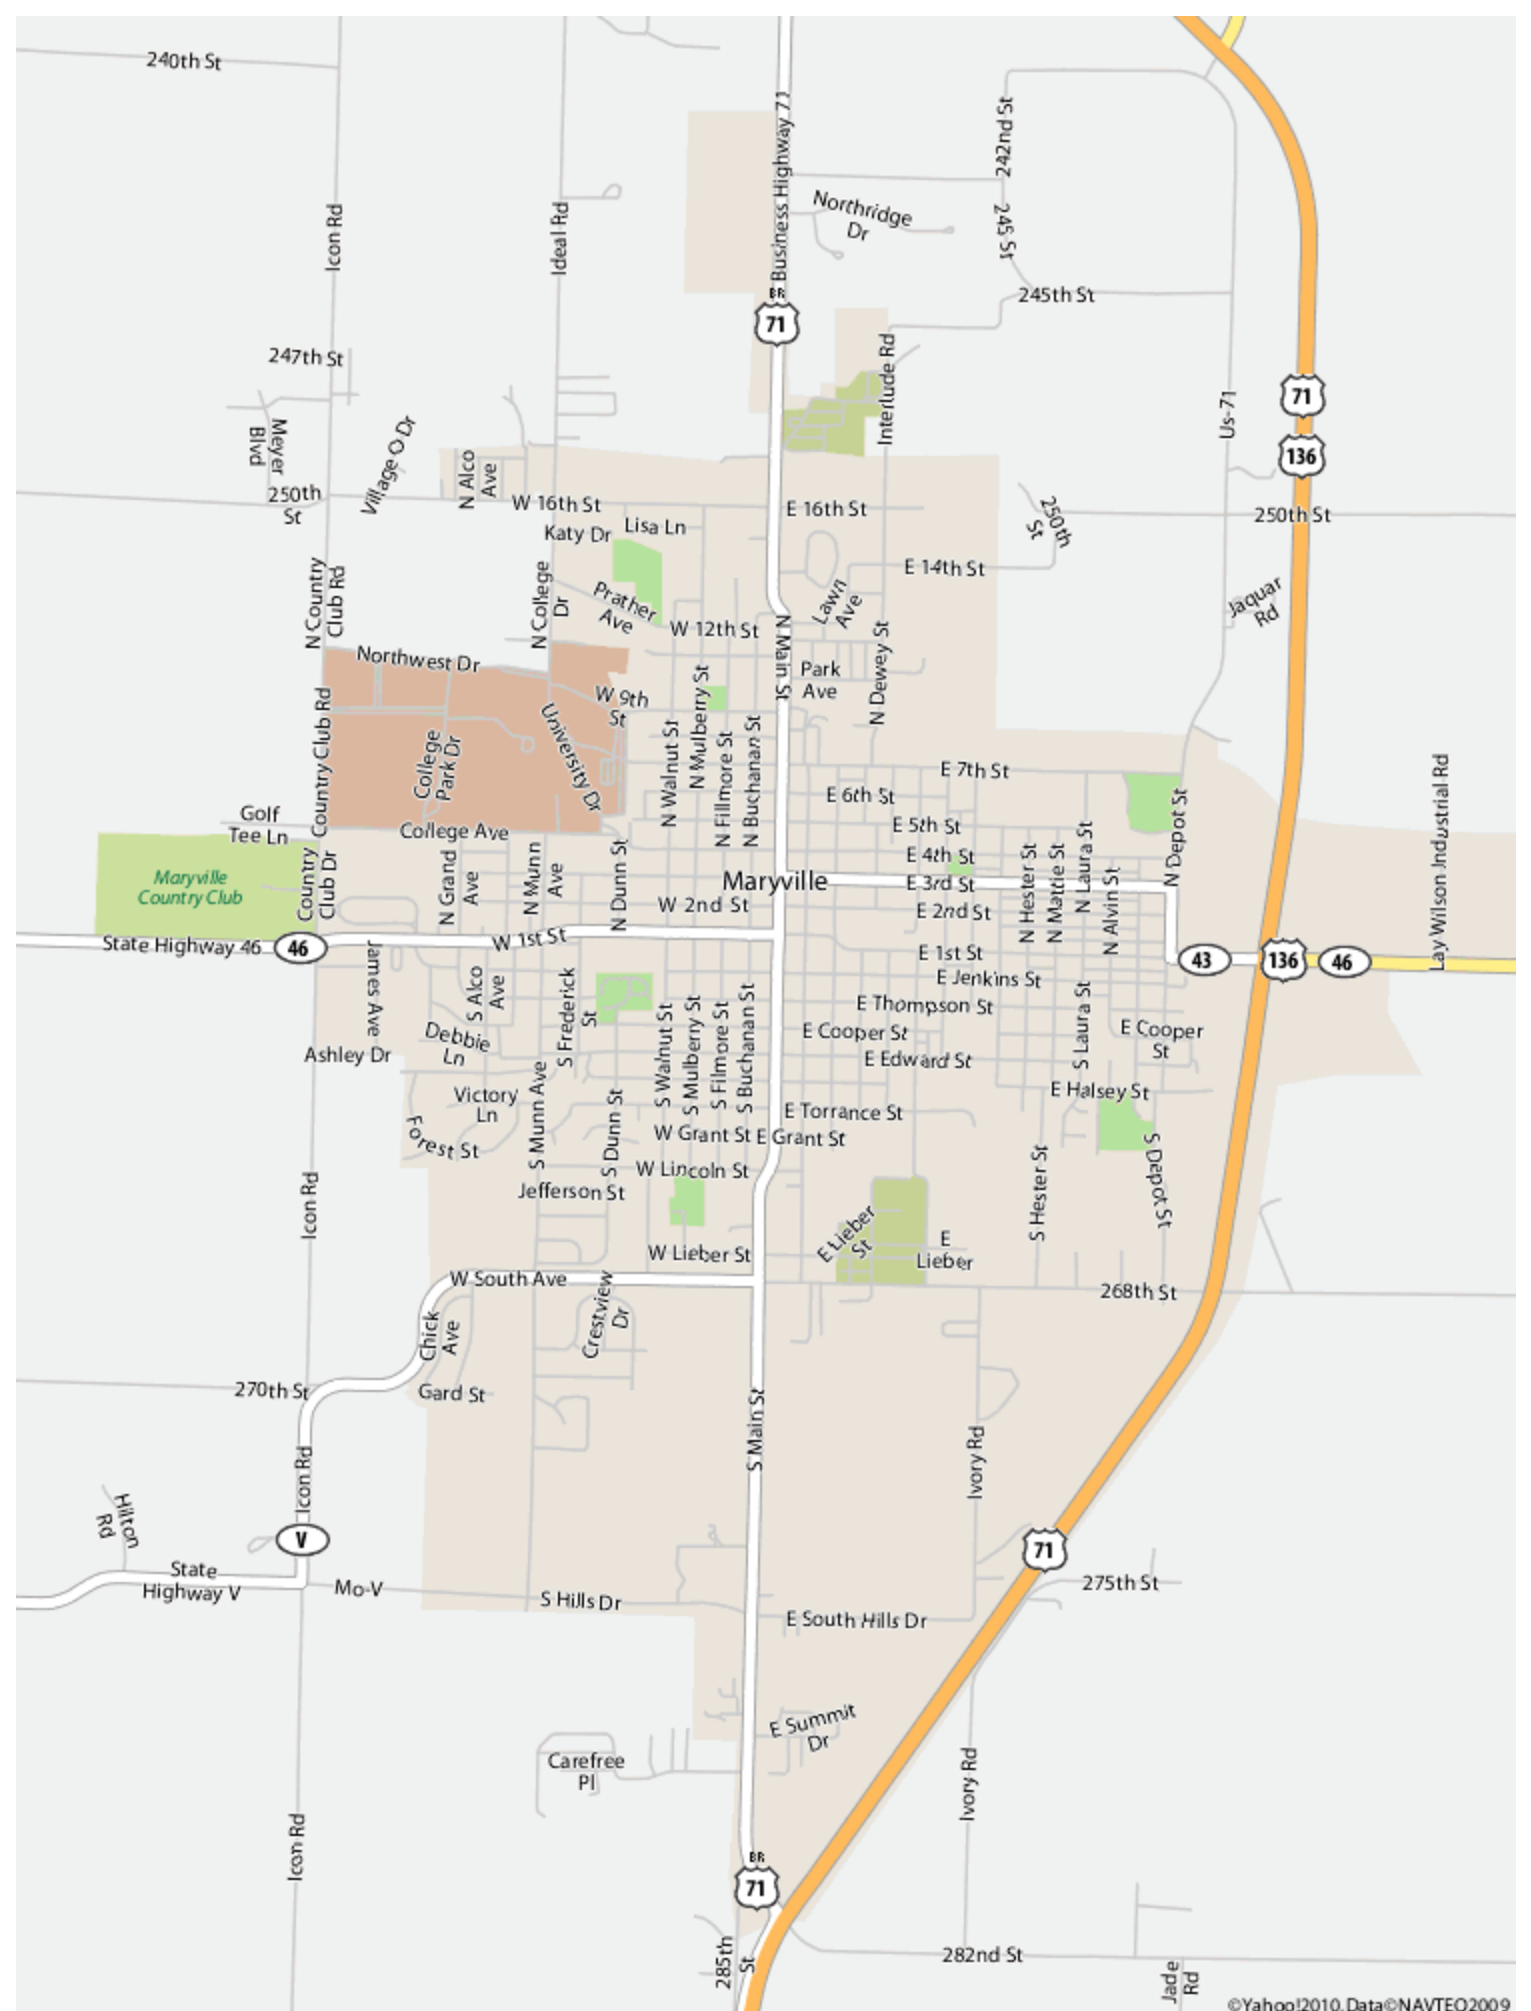 240th St
Icon Rd
Ideal Rd
Business Highway 71
242nd St
Northridge
Dr
245 St
245th St
BR
71
247th St
Interlude Rd
71
Us-71
136
Meyer
Blvd
Village O Dr
N Alco
Ave
250th
St
W 16th St
E 16th St
250th
St
250th St
Katy Dr
Lisa Ln
E 14th St
N Country
Club Rd
N College
Dr
Prather
Ave
Lawn
Ave
Jaquar
Rd
W 12th St
N Main St
N Dewey St
Northwest Dr
Park
Ave
W 9th
St
Country Club Rd
College
Park Dr
University Dr
N Walnut St
N Mulberry St
N Fillmore St
N Buchanan St
E 7th St
E 6th St
N Depot St
Lay Wilson Industrial Rd
Golf
Tee Ln
College Ave
E 5th St
E 4th St
Maryville
Country Club
Country
Club Dr
N Grand
Ave
N Munn
Ave
N Dunn St
Maryville
E 3rd St
N Hester St
N Mattie St
N Laura St
N Alvin St
W 2nd St
E 2nd St
State Highway 46
46
W 1st St
E 1st St
43
136
46
James Ave
S Alco
Ave
S Frederick
St
E Jenkins St
E Thompson St
Debbie
Ln
Ashley Dr
S Walnut St
S Mulberry St
S Filmore St
S Buchanan St
E Cooper St
S Laura St
E Cooper
St
E Edward St
Victory
Ln
S Munn Ave
S Dunn St
E Halsey St
E Torrance St
Forest St
W Grant St
E Grant St
S Depot St
W Lincoln St
Jefferson St
S Hester St
Icon Rd
E Lieber
St
E
Lieber
W Lieber St
W South Ave
268th St
Chick
Ave
Crestview
Dr
270th St
Gard St
S Main St
Ivory Rd
Icon Rd
Hilton
Rd
V
71
State
Highway V
Mo-V
S Hills Dr
275th St
E South Hills Dr
E Summit
Dr
Carefree
Pl
Ivory Rd
Icon Rd
BR
71
285th
St
282nd St
Jade
Rd
©Yahoo!2010, Data©NAVTEQ2009